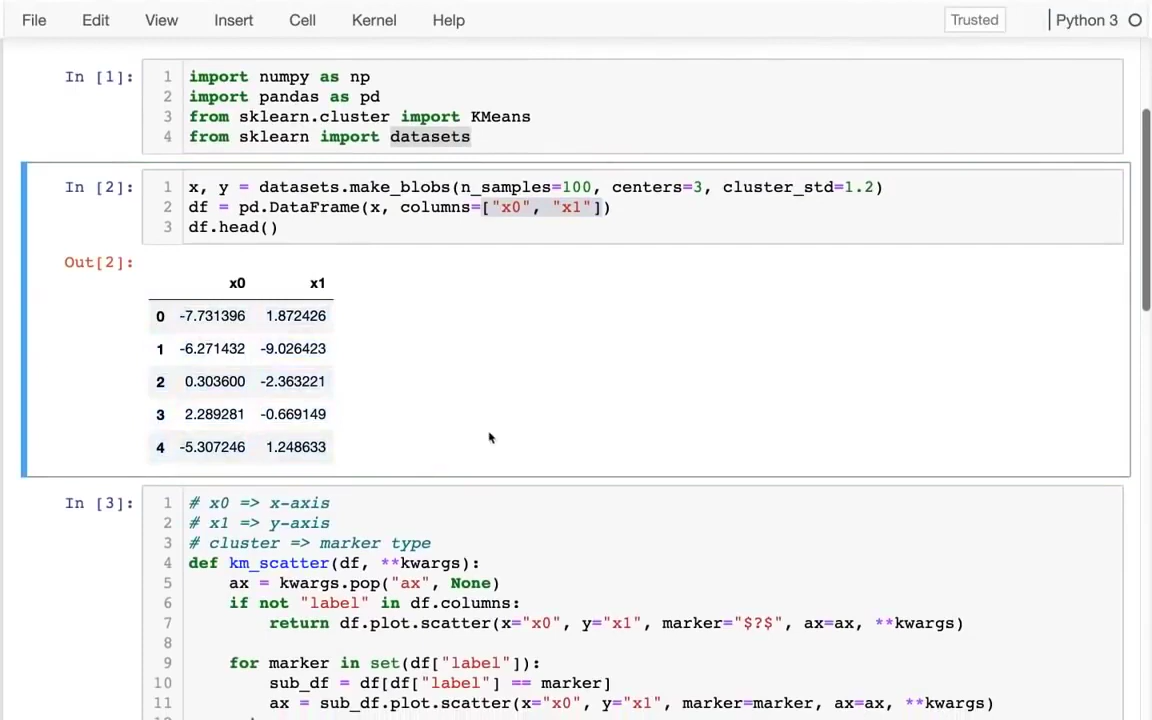 File Edit View Insert Cell Kernel Help Trusted Python 3
In [1]:
1 import numpy as np
2 import pandas as pd
3 from sklearn.cluster import KMeans
4 from sklearn import datasets
In [2]:
1 x, y = datasets.make_blobs(n_samples=100, centers=3, cluster_std=1.2)
2 df = pd.DataFrame(x, columns=["x0", "x1"])
3 df.head()
Out[2]:
x0 x1
0 -7.731396 1.872426
1 -6.271432 -9.026423
2 0.303600 -2.363221
3 2.289281 -0.669149
4 -5.307246 1.248633
In [3]:
1 # x0 => x-axis
2 # x1 => y-axis
3 # cluster => marker type
4 def km_scatter(df, **kwargs):
5     ax = kwargs.pop("ax", None)
6     if not "label" in df.columns:
7         return df.plot.scatter(x="x0", y="x1", marker="$?$", ax=ax, **kwargs)
8
9     for marker in set(df["label"]):
10         sub_df = df[df["label"] == marker]
11         ax = sub_df.plot.scatter(x="x0", y="x1", marker=marker, ax=ax, **kwargs)